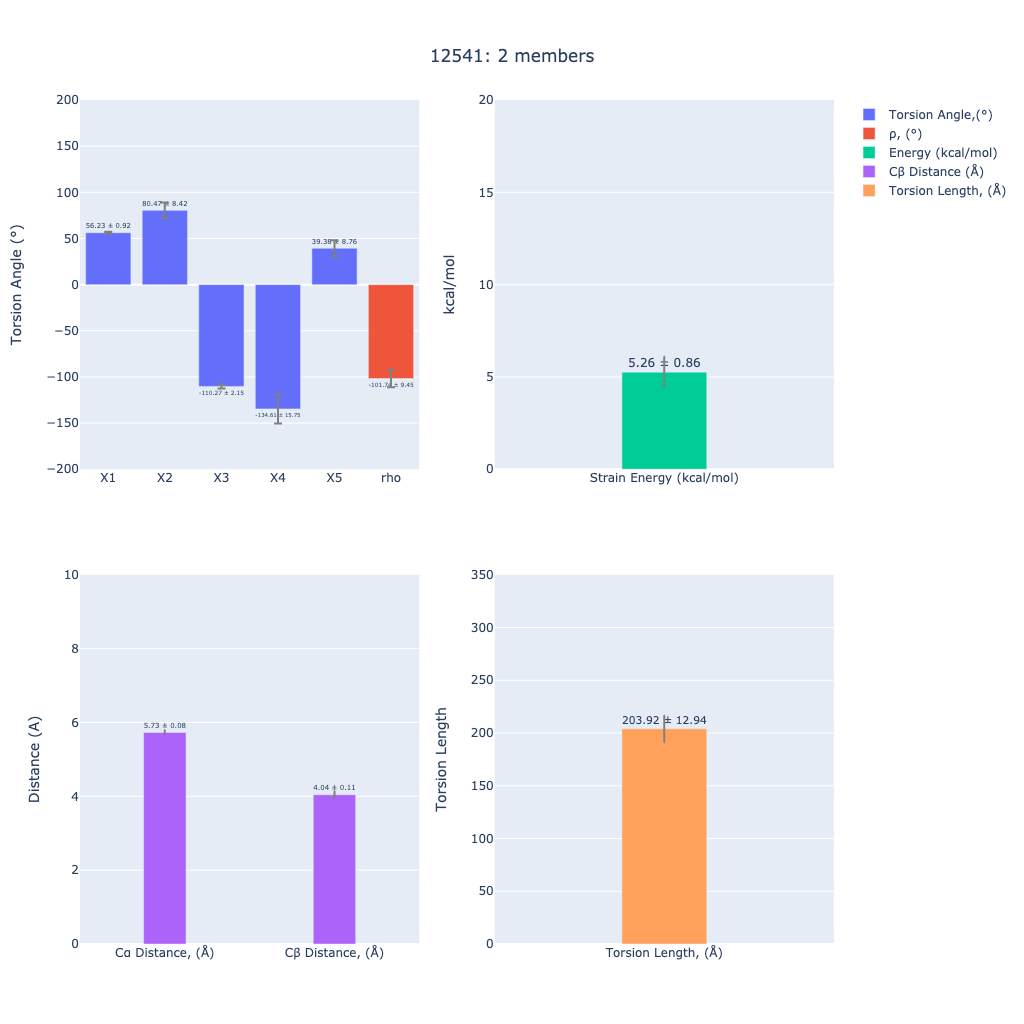 12541: 2 members
Torsion Angle (°)
200
150
100
50
0
−50
−100
−150
−200
56.23 ± 0.92
80.47 ± 8.42
-110.27 ± 2.15
-134.61 ± 15.75
39.38 ± 8.76
± 9.45
X1
X2
X3
X4
X5
rho
kcal/mol
20
15
10
5
0
5.26 ± 0.86
Strain Energy (kcal/mol)
Torsion Angle,(°)
ρ, (°)
Energy (kcal/mol)
Cβ Distance (Å)
Torsion Length, (Å)
Distance (A)
10
8
6
4
2
0
5.73 ± 0.08
4.04 ± 0.11
Cα Distance, (Å)
Cβ Distance, (Å)
Torsion Length
350
300
250
200
150
100
50
0
203.92 ± 12.94
Torsion Length, (Å)